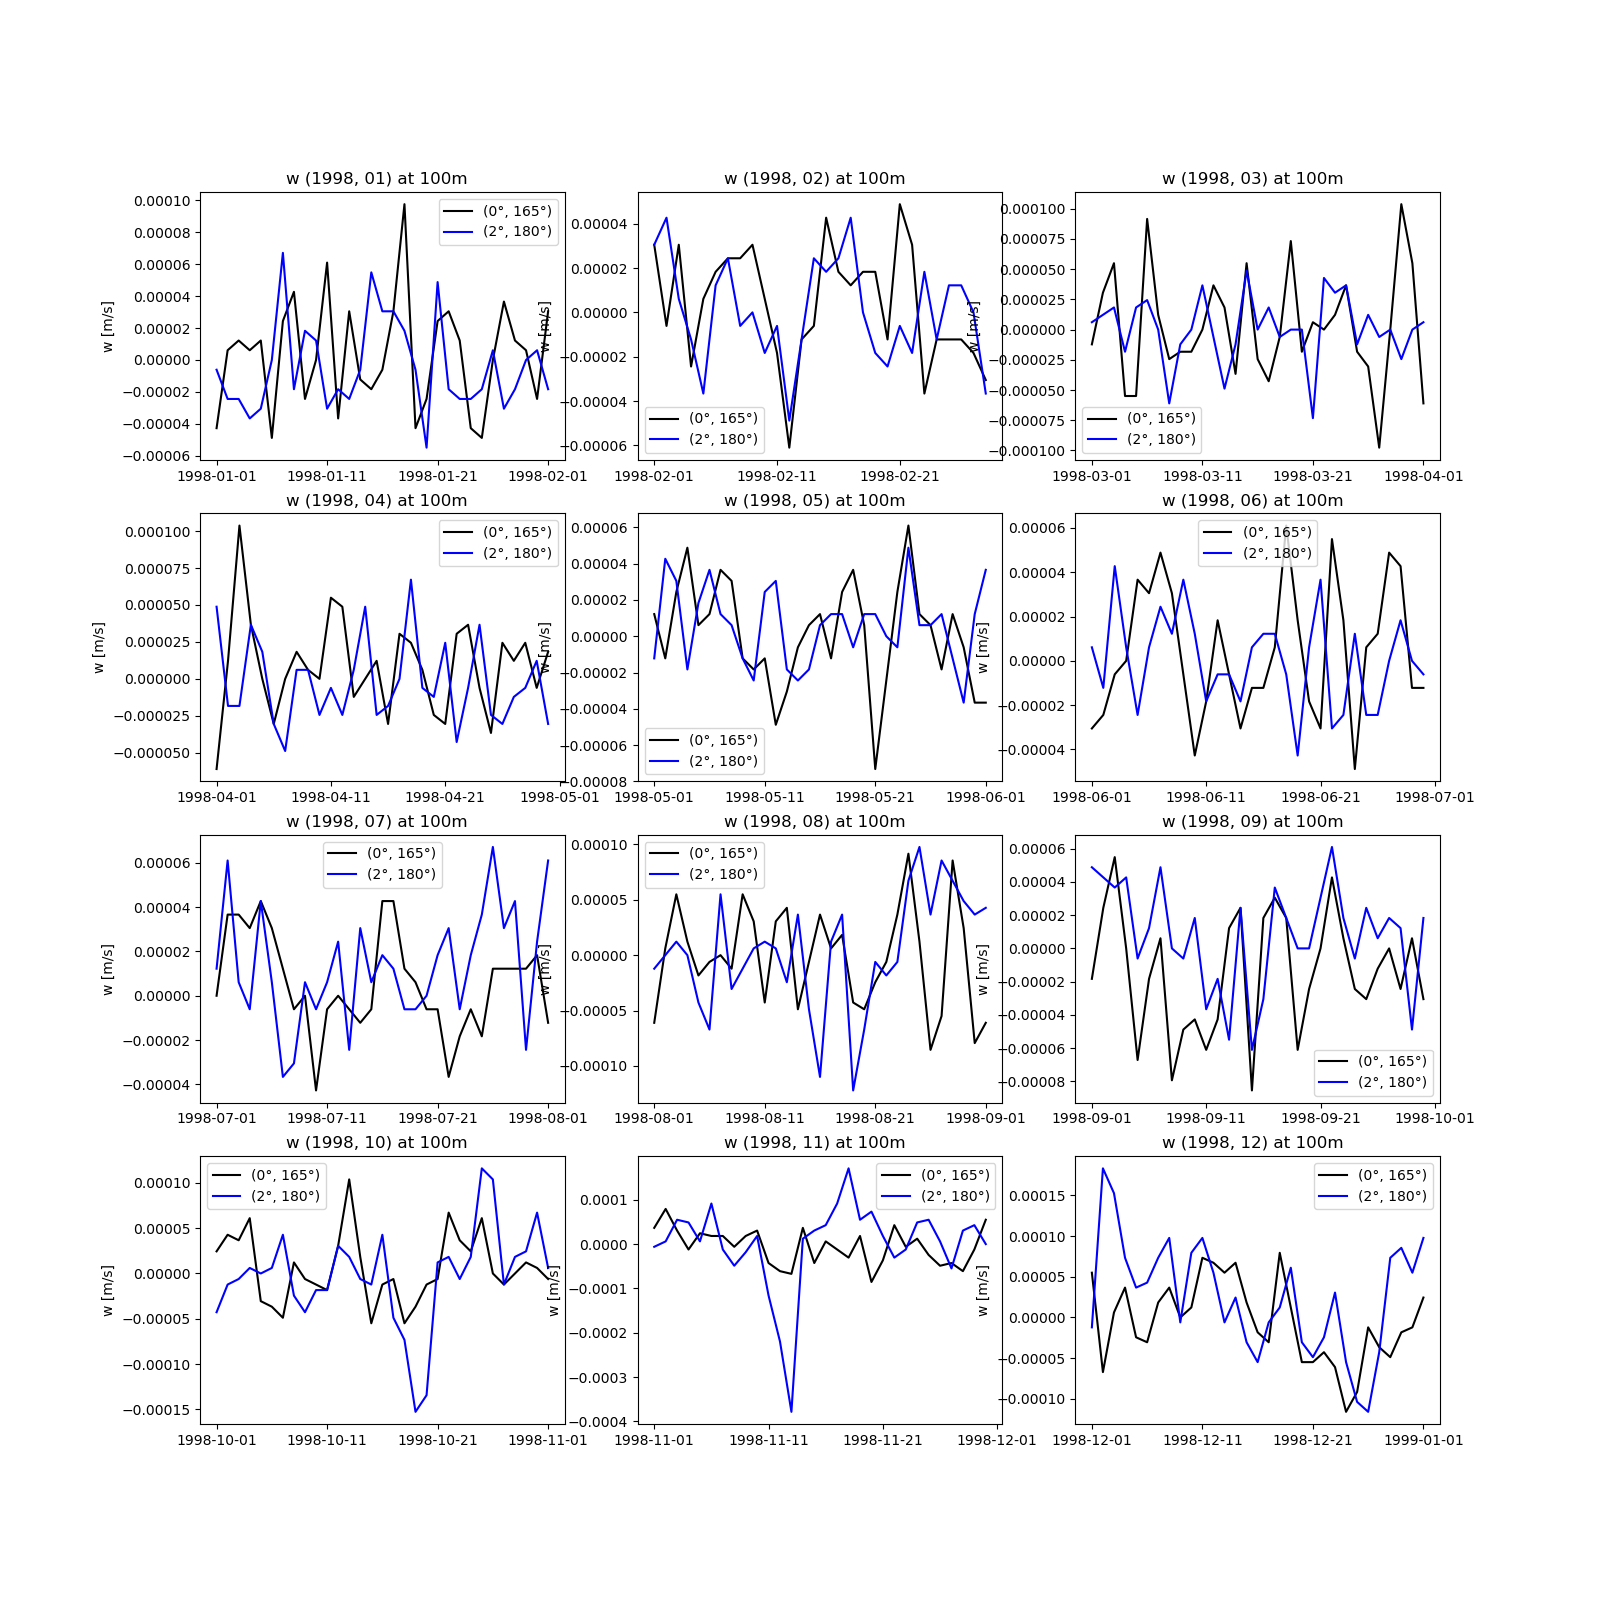 w (1998, 01) at 100m
w [m/s]
0.00010
0.00008
0.00006
0.00004
0.00002
0.00000
−0.00002
−0.00004
−0.00006
(0°, 165°)
(2°, 180°)
1998-01-01 1998-01-11 1998-01-21 1998-02-01
w (1998, 02) at 100m
w [m/s]
0.00004
0.00002
0.00000
−0.00002
−0.00004
−0.00006
(0°, 165°)
(2°, 180°)
1998-02-01 1998-02-11 1998-02-21
w (1998, 03) at 100m
w [m/s]
0.000100
0.000075
0.000050
0.000025
0.000000
−0.000025
−0.000050
−0.000075
−0.000100
(0°, 165°)
(2°, 180°)
1998-03-01 1998-03-11 1998-03-21 1998-04-01
w (1998, 04) at 100m
w [m/s]
0.000100
0.000075
0.000050
0.000025
0.000000
−0.000025
−0.000050
(0°, 165°)
(2°, 180°)
1998-04-01 1998-04-11 1998-04-21 1998-05-01
w (1998, 05) at 100m
w [m/s]
0.00006
0.00004
0.00002
0.00000
−0.00002
−0.00004
−0.00006
−0.00008
(0°, 165°)
(2°, 180°)
1998-05-01 1998-05-11 1998-05-21 1998-06-01
w (1998, 06) at 100m
w [m/s]
0.00006
0.00004
0.00002
0.00000
−0.00002
−0.00004
(0°, 165°)
(2°, 180°)
1998-06-01 1998-06-11 1998-06-21 1998-07-01
w (1998, 07) at 100m
w [m/s]
0.00006
0.00004
0.00002
0.00000
−0.00002
−0.00004
(0°, 165°)
(2°, 180°)
1998-07-01 1998-07-11 1998-07-21 1998-08-01
w (1998, 08) at 100m
w [m/s]
0.00010
0.00005
0.00000
−0.00005
−0.00010
(0°, 165°)
(2°, 180°)
1998-08-01 1998-08-11 1998-08-21 1998-09-01
w (1998, 09) at 100m
w [m/s]
0.00006
0.00004
0.00002
0.00000
−0.00002
−0.00004
−0.00006
−0.00008
(0°, 165°)
(2°, 180°)
1998-09-01 1998-09-11 1998-09-21 1998-10-01
w (1998, 10) at 100m
w [m/s]
0.00010
0.00005
0.00000
−0.00005
−0.00010
−0.00015
(0°, 165°)
(2°, 180°)
1998-10-01 1998-10-11 1998-10-21 1998-11-01
w (1998, 11) at 100m
w [m/s]
0.0001
0.0000
−0.0001
−0.0002
−0.0003
−0.0004
(0°, 165°)
(2°, 180°)
1998-11-01 1998-11-11 1998-11-21 1998-12-01
w (1998, 12) at 100m
w [m/s]
0.00015
0.00010
0.00005
0.00000
−0.00005
−0.00010
(0°, 165°)
(2°, 180°)
1998-12-01 1998-12-11 1998-12-21 1999-01-01